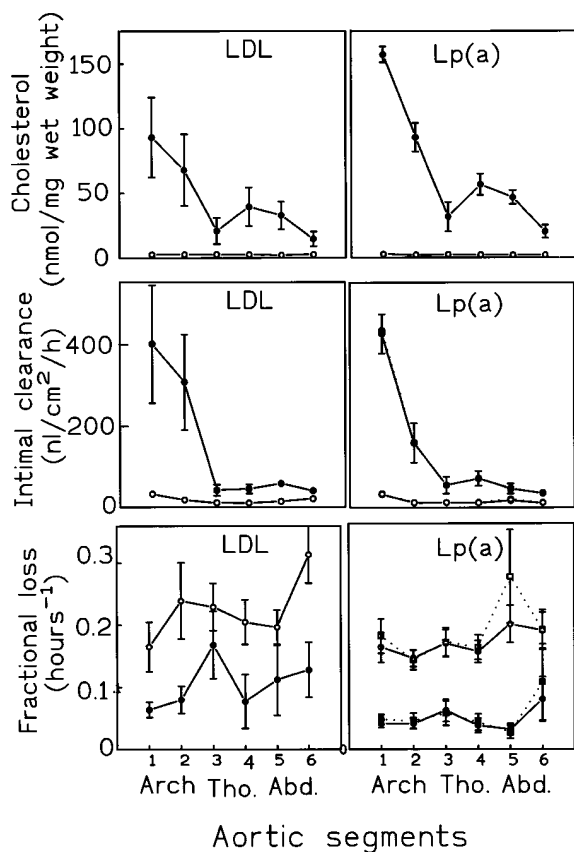 LDL
Lp(a)
Cholesterol
(nmol/mg wet weight)
150
100
50
0
LDL
Lp(a)
Intimal clearance
(nl/cm²/h)
400
200
0
LDL
Lp(a)
Fractional loss
(hours⁻¹)
0.3
0.2
0.1
0
0
1 2 3 4 5 6
1 2 3 4 5 6
Arch Tho. Abd.
Arch Tho. Abd.
Aortic segments